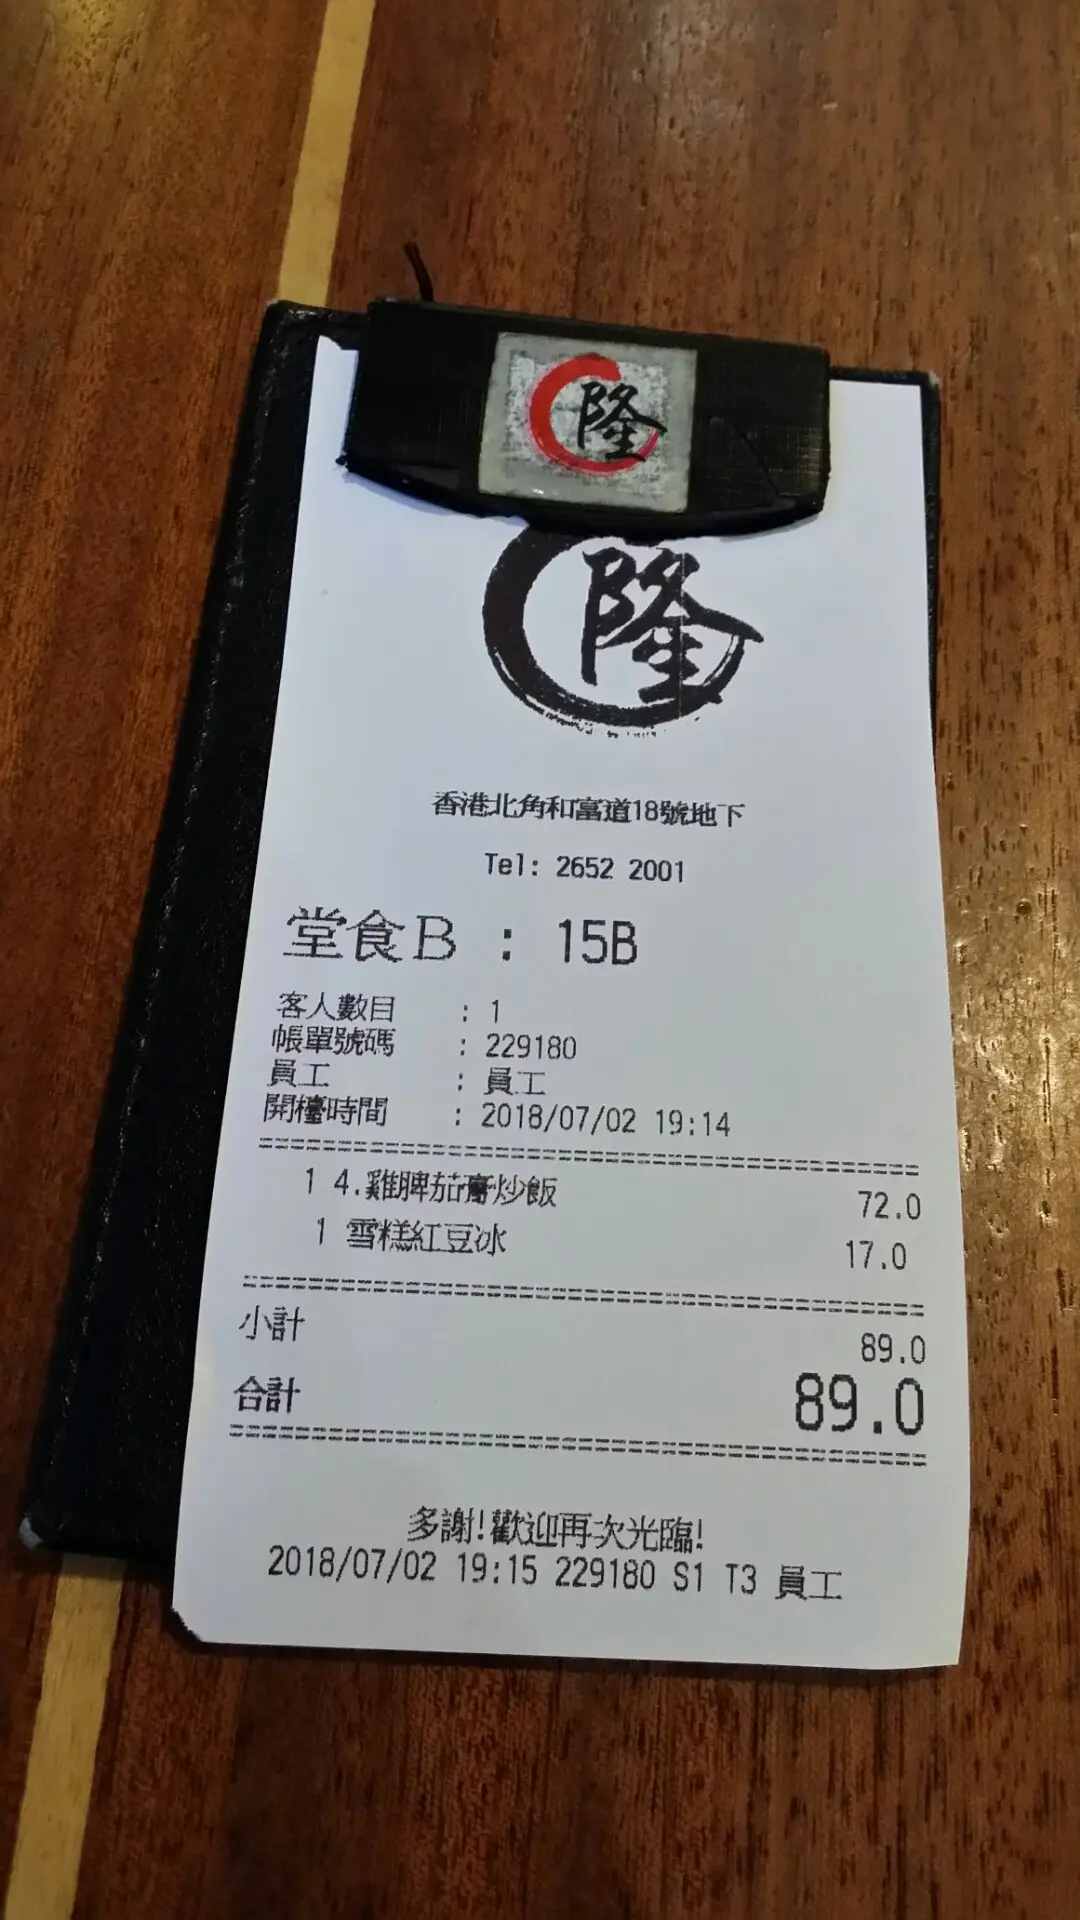 隆
隆
香港北角和富道18號地下
Tel: 2652 2001
堂食B : 15B
客人數目 : 1
帳單號碼 : 229180
員工 : 員工
開檯時間 : 2018/07/02 19:14
1 4.雞脾茄膏炒飯 72.0
1 雪糕紅豆冰 17.0
小計 89.0
合計 89.0
多謝!歡迎再次光臨!
2018/07/02 19:15 229180 S1 T3 員工